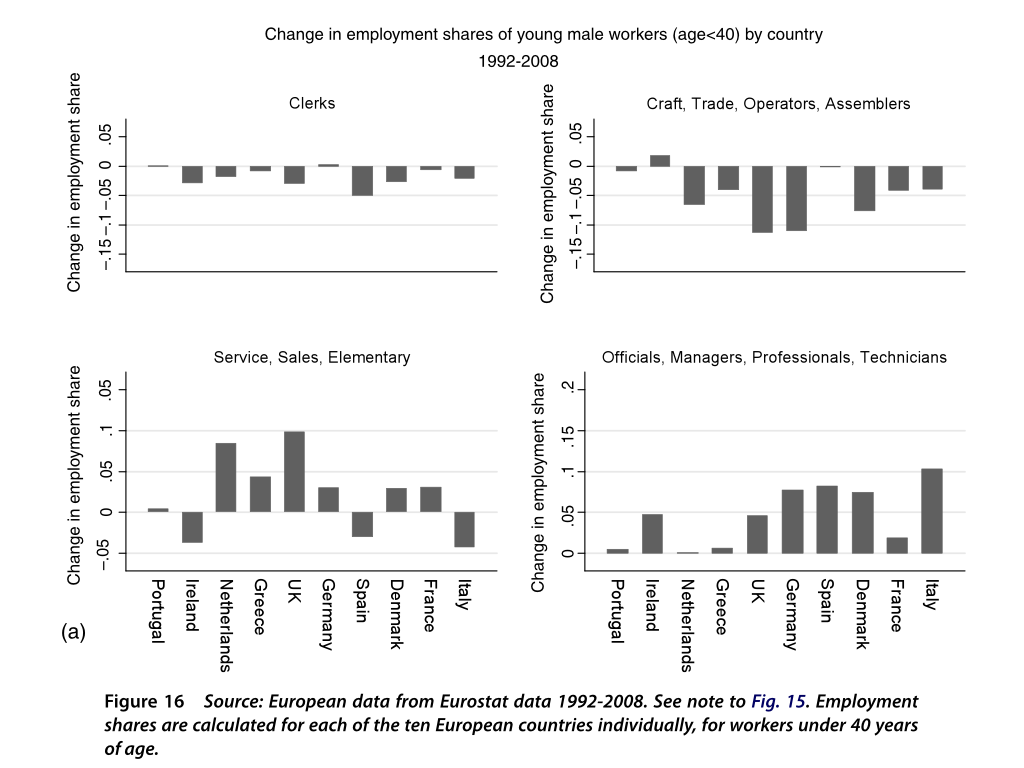 Change in employment shares of young male workers (age<40) by country
1992-2008
Clerks
Change in employment share
.05
0
−.05
−.1
−.15
Craft, Trade, Operators, Assemblers
Change in employment share
.05
0
−.05
−.1
−.15
Service, Sales, Elementary
Change in employment share
.05
.1
.05
0
−.05
Portugal
Ireland
Netherlands
Greece
UK
Germany
Spain
Denmark
France
Italy
Officials, Managers, Professionals, Technicians
Change in employment share
.2
.15
.1
.05
0
Portugal
Ireland
Netherlands
Greece
UK
Germany
Spain
Denmark
France
Italy
(a)
Figure 16 Source: European data from Eurostat data 1992-2008. See note to Fig. 15. Employment
shares are calculated for each of the ten European countries individually, for workers under 40 years
of age.